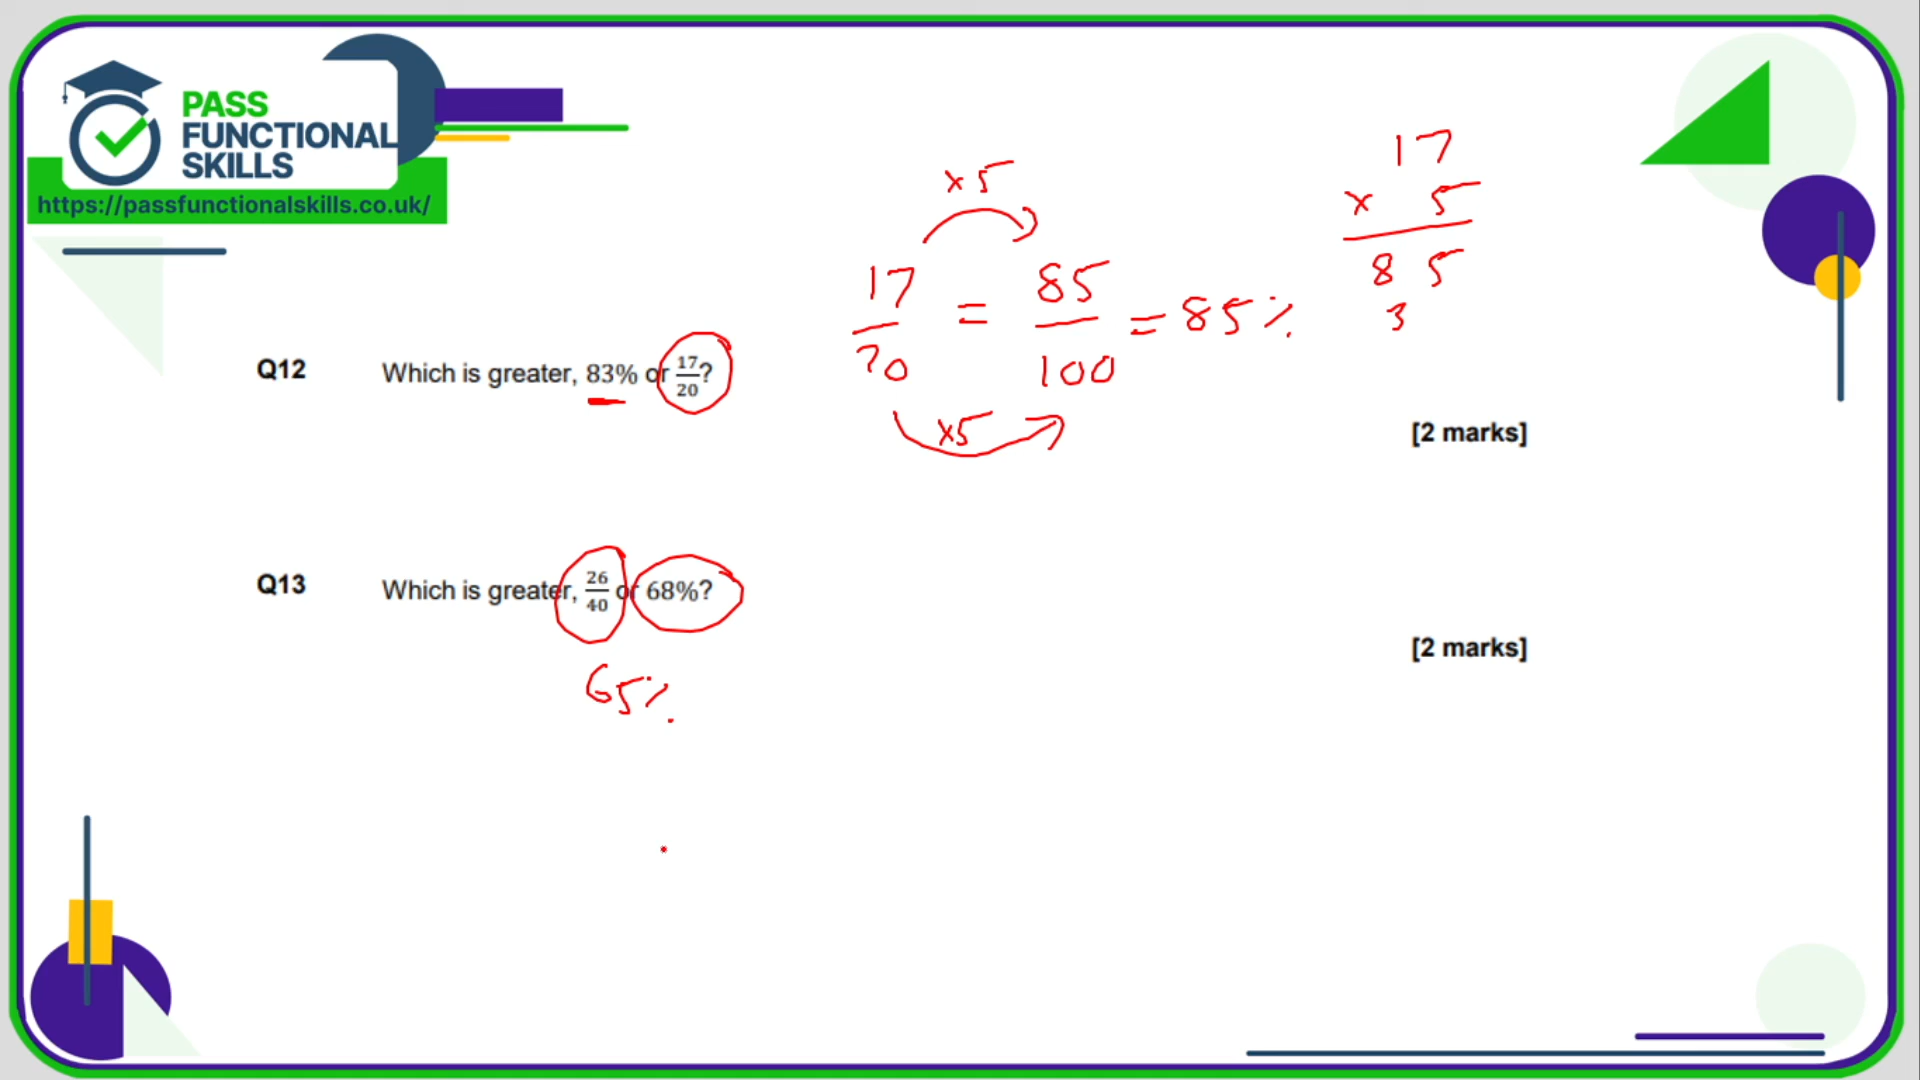 PASS
FUNCTIONAL
SKILLS
https://passfunctionalskills.co.uk/
17
× 5
85
3
×5
17/20 = 85/100 = 85%
×5
Q12 Which is greater, 83% or 17/20?
[2 marks]
Q13 Which is greater, 26/40 or 68%?
65%
[2 marks]